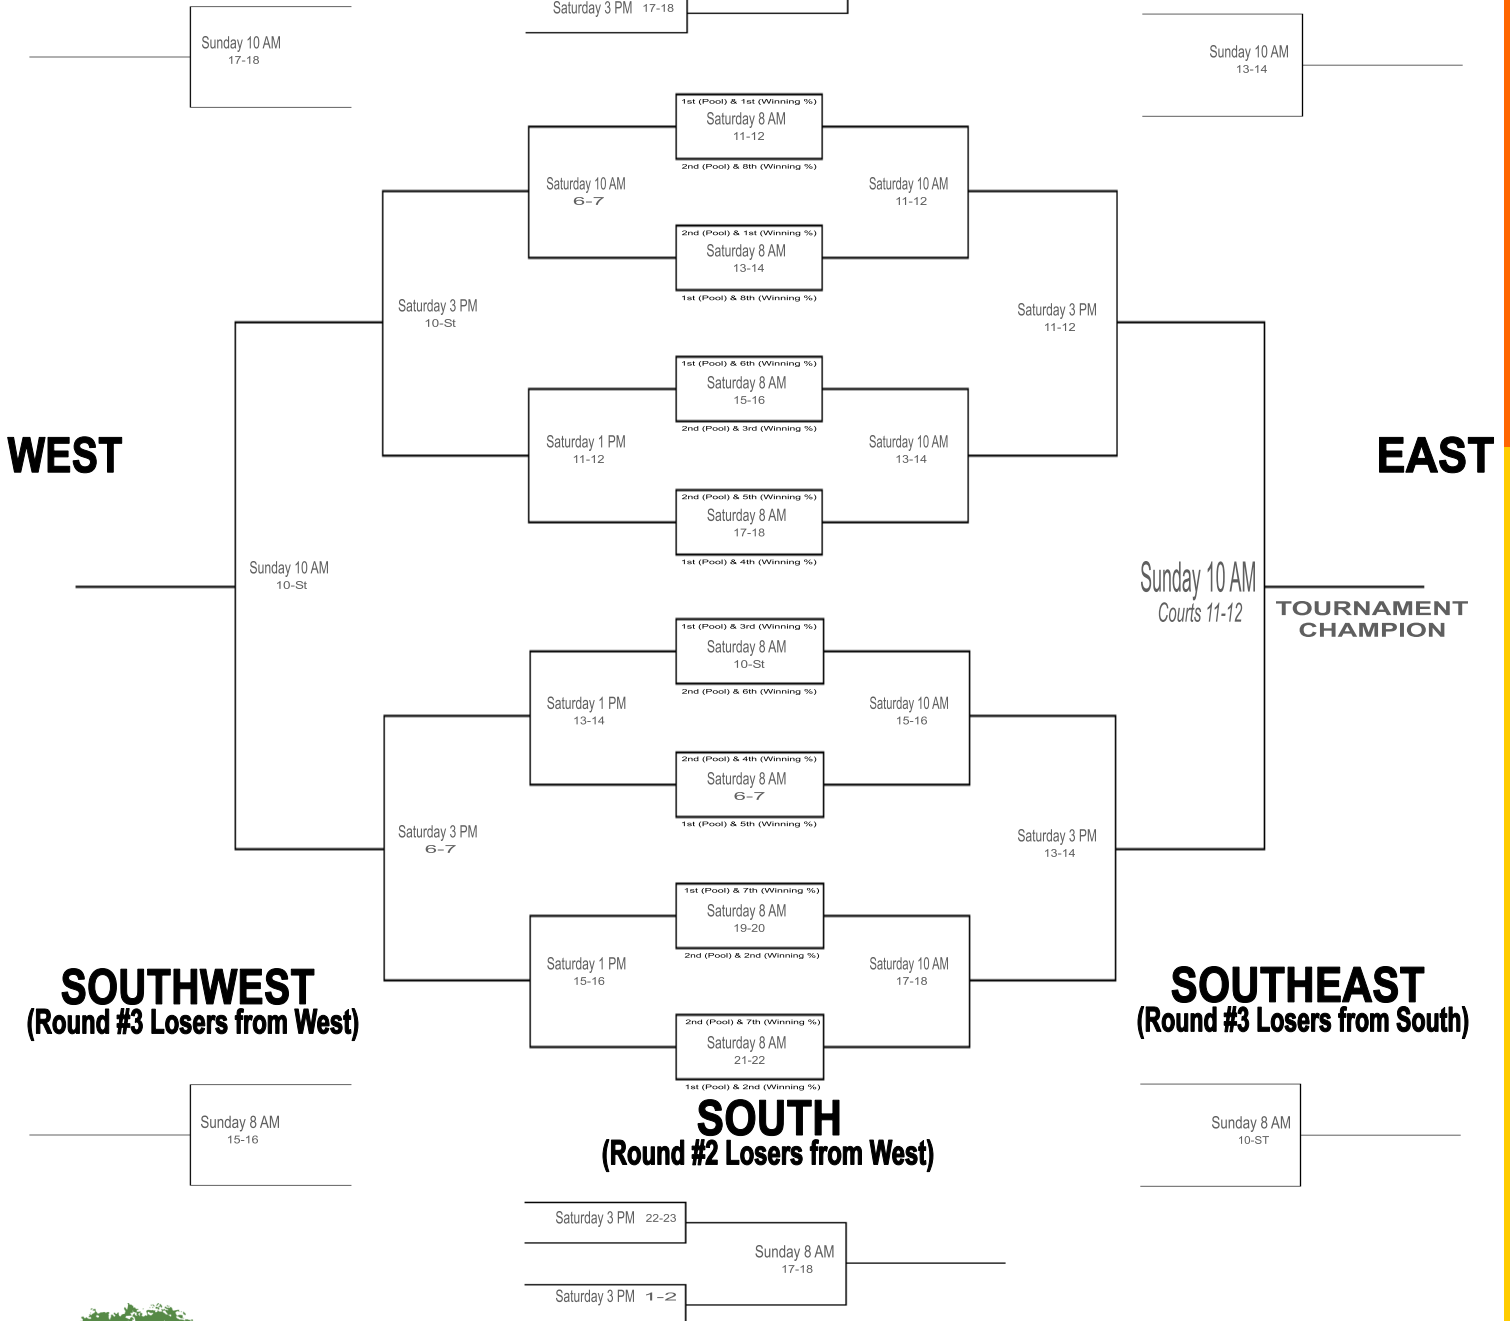 Saturday 3 PM 17-18
Sunday 10 AM
17-18
Sunday 10 AM
13-14
1st (Pool) & 1st (Winning %)
Saturday 8 AM
11-12
2nd (Pool) & 8th (Winning %)
Saturday 10 AM
6-7
Saturday 10 AM
11-12
2nd (Pool) & 1st (Winning %)
Saturday 8 AM
13-14
1st (Pool) & 8th (Winning %)
Saturday 3 PM
10-St
Saturday 3 PM
11-12
1st (Pool) & 6th (Winning %)
Saturday 8 AM
15-16
2nd (Pool) & 3rd (Winning %)
WEST
Saturday 1 PM
11-12
Saturday 10 AM
13-14
EAST
2nd (Pool) & 5th (Winning %)
Saturday 8 AM
17-18
1st (Pool) & 4th (Winning %)
Sunday 10 AM
10-St
Sunday 10 AM
Courts 11-12
TOURNAMENT
CHAMPION
1st (Pool) & 3rd (Winning %)
Saturday 8 AM
10-St
2nd (Pool) & 6th (Winning %)
Saturday 1 PM
13-14
Saturday 10 AM
15-16
2nd (Pool) & 4th (Winning %)
Saturday 8 AM
6-7
1st (Pool) & 5th (Winning %)
Saturday 3 PM
6-7
Saturday 3 PM
13-14
1st (Pool) & 7th (Winning %)
Saturday 8 AM
19-20
2nd (Pool) & 2nd (Winning %)
Saturday 1 PM
15-16
Saturday 10 AM
17-18
SOUTHWEST
(Round #3 Losers from West)
SOUTHEAST
(Round #3 Losers from South)
2nd (Pool) & 7th (Winning %)
Saturday 8 AM
21-22
1st (Pool) & 2nd (Winning %)
SOUTH
(Round #2 Losers from West)
Sunday 8 AM
15-16
Sunday 8 AM
10-ST
Saturday 3 PM 22-23
Sunday 8 AM
17-18
Saturday 3 PM 1-2